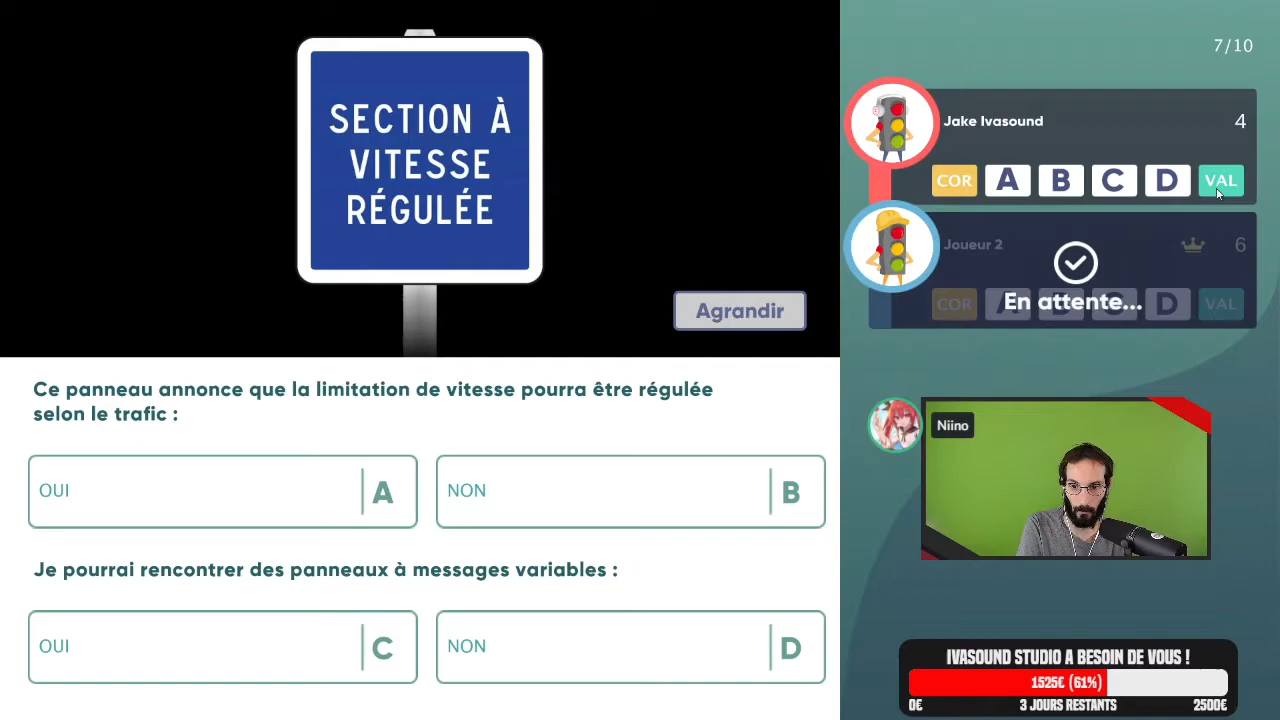 SECTION À
VITESSE
RÉGULÉE
Agrandir
Ce panneau annonce que la limitation de vitesse pourra être régulée
selon le trafic :
OUI
A
NON
B
Je pourrai rencontrer des panneaux à messages variables :
OUI
C
NON
D
7/10
Jake Ivasound
4
COR
A
B
C
D
VAL
Joueur 2
6
En attente...
COR
A
B
C
D
VAL
Niino
IVASOUND STUDIO A BESOIN DE VOUS !
1525€ (61%)
0€
3 JOURS RESTANTS
2500€